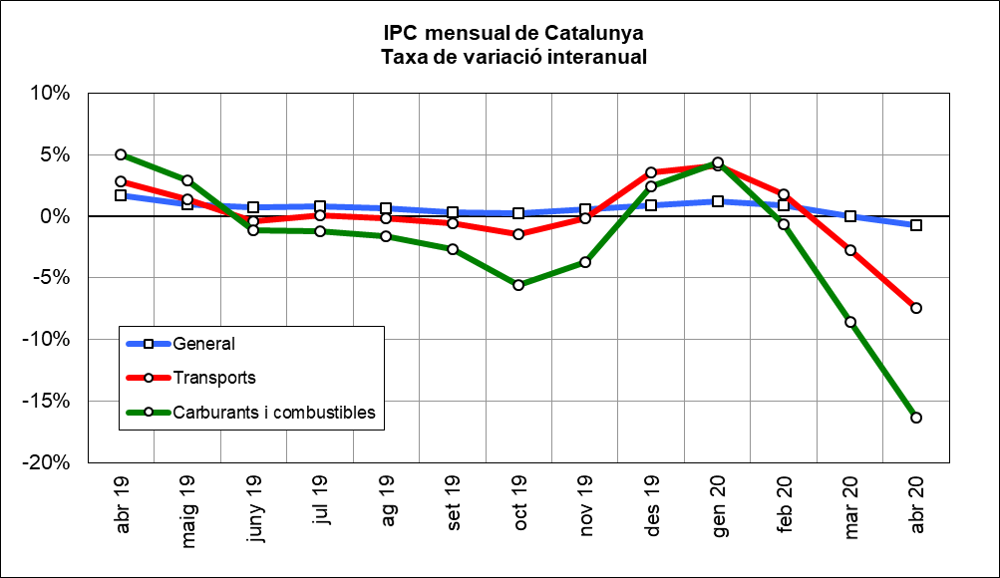 IPC mensual de Catalunya
Taxa de variació interanual
10%
5%
0%
-5%
-10%
-15%
-20%
General
Transports
Carburants i combustibles
abr 19
maig 19
juny 19
jul 19
ag 19
set 19
oct 19
nov 19
des 19
gen 20
feb 20
mar 20
abr 20